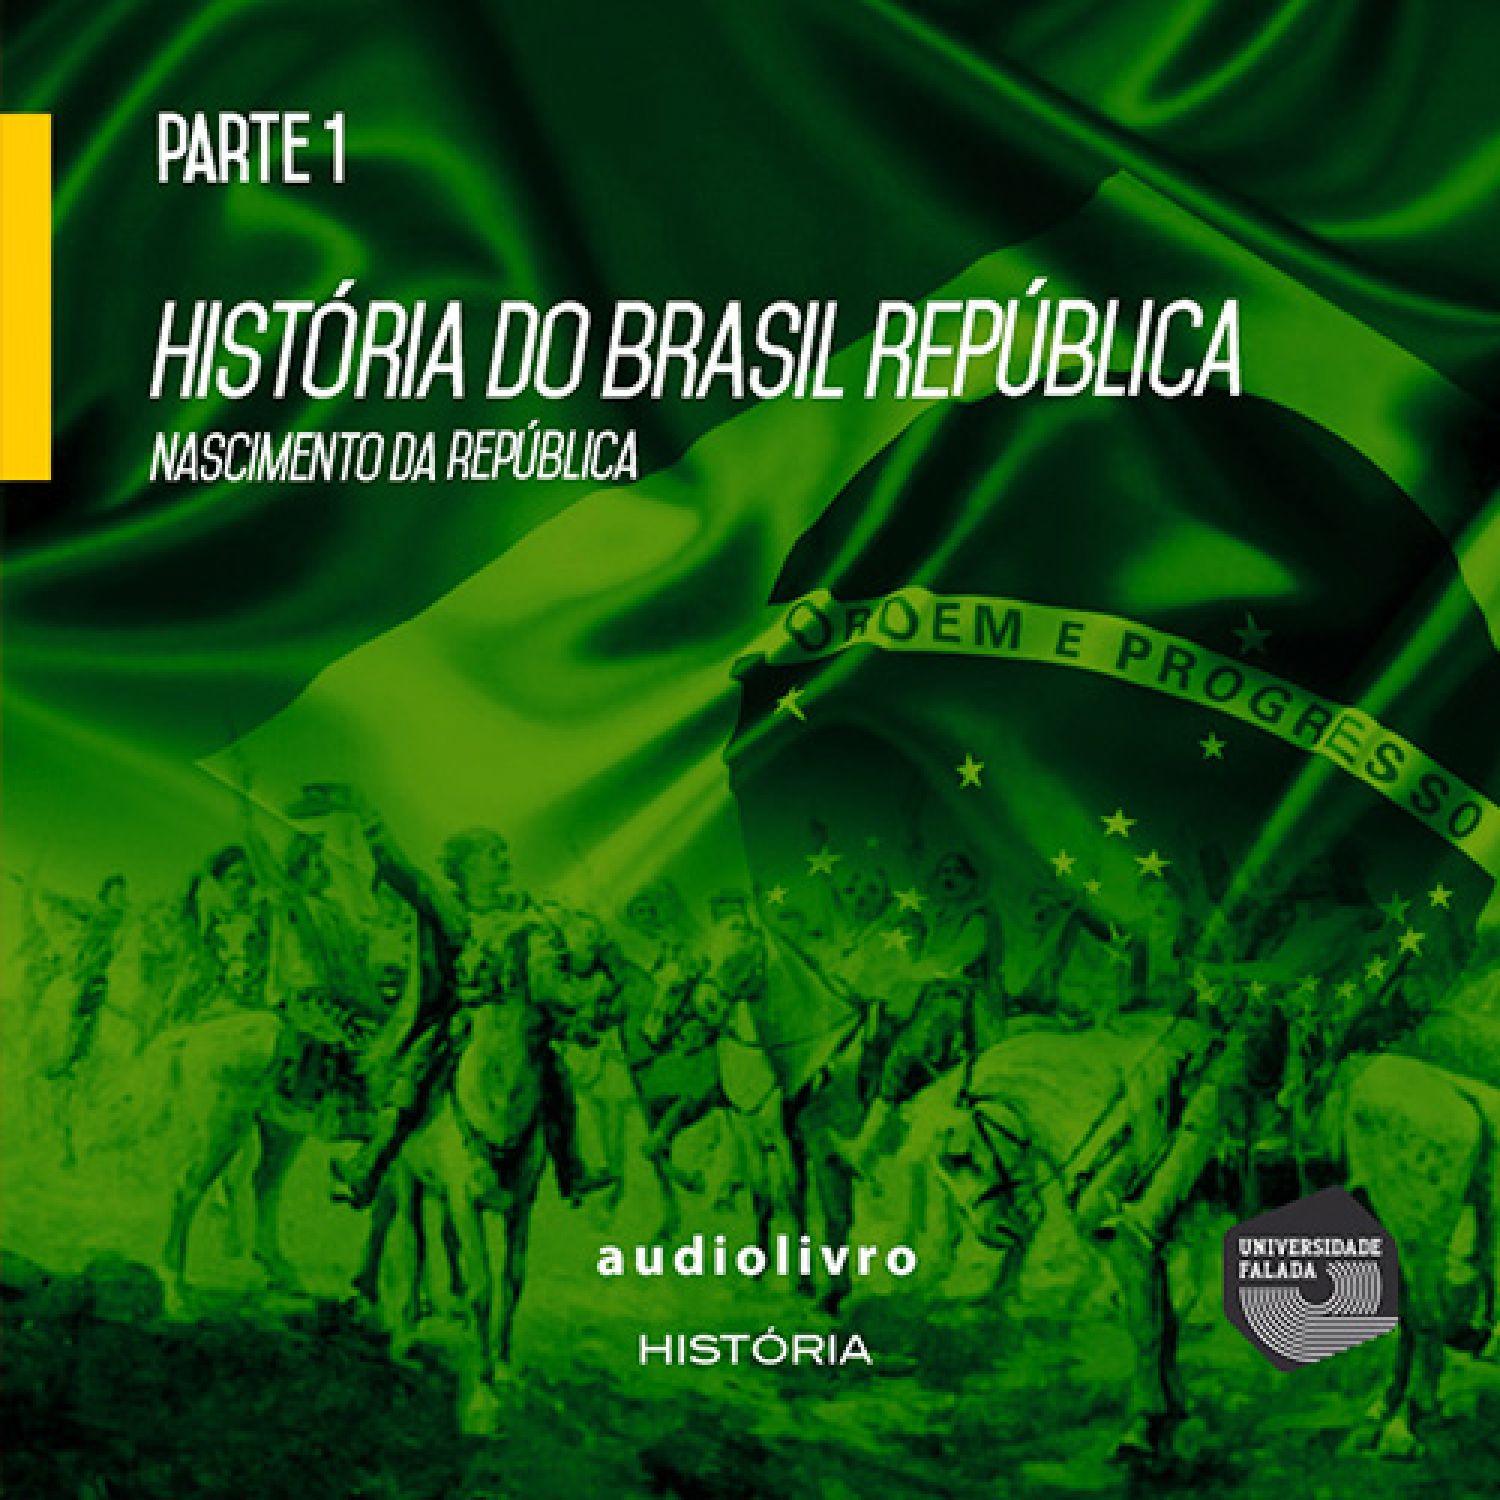 PARTE 1
HISTÓRIA DO BRASIL REPÚBLICA
NASCIMENTO DA REPÚBLICA
ORDEM E PROGRESSO
audiolivro
HISTÓRIA
UNIVERSIDADE
FALADA